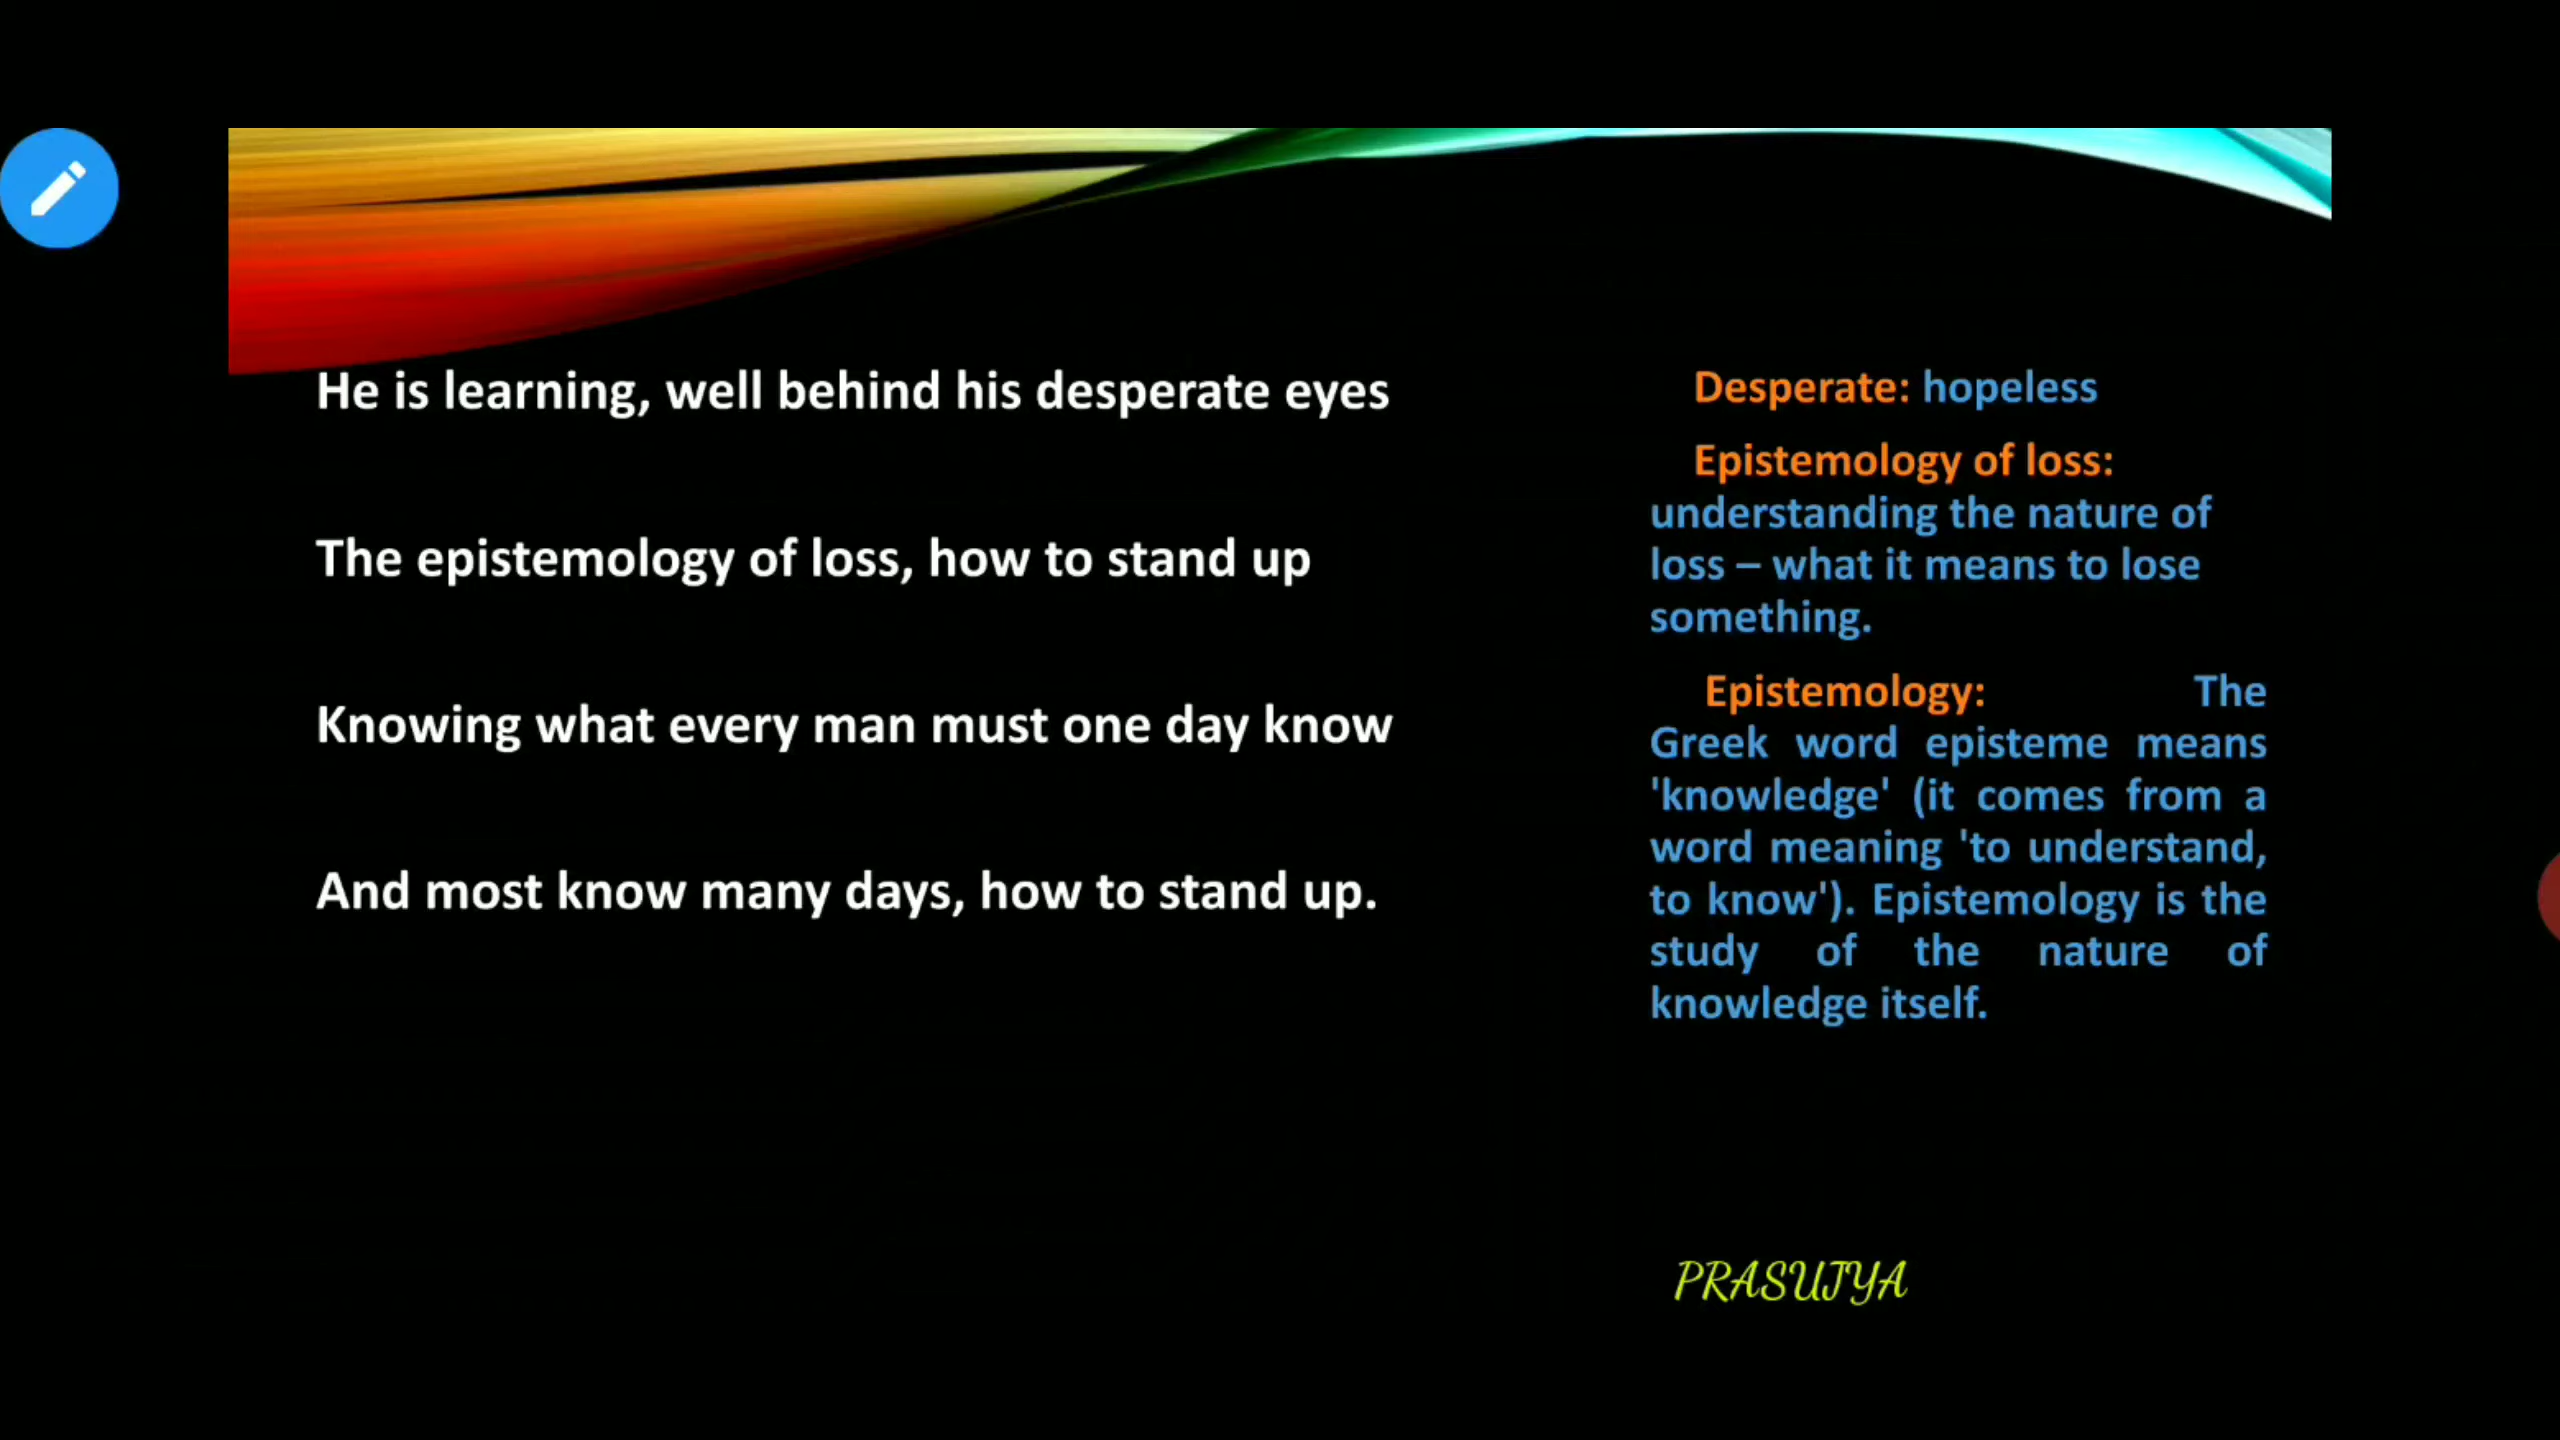 He is learning, well behind his desperate eyes
The epistemology of loss, how to stand up
Knowing what every man must one day know
And most know many days, how to stand up.
Desperate: hopeless
Epistemology of loss:
understanding the nature of
loss – what it means to lose
something.
Epistemology: The
Greek word episteme means
'knowledge' (it comes from a
word meaning 'to understand,
to know'). Epistemology is the
study of the nature of
knowledge itself.
PRASUJYA